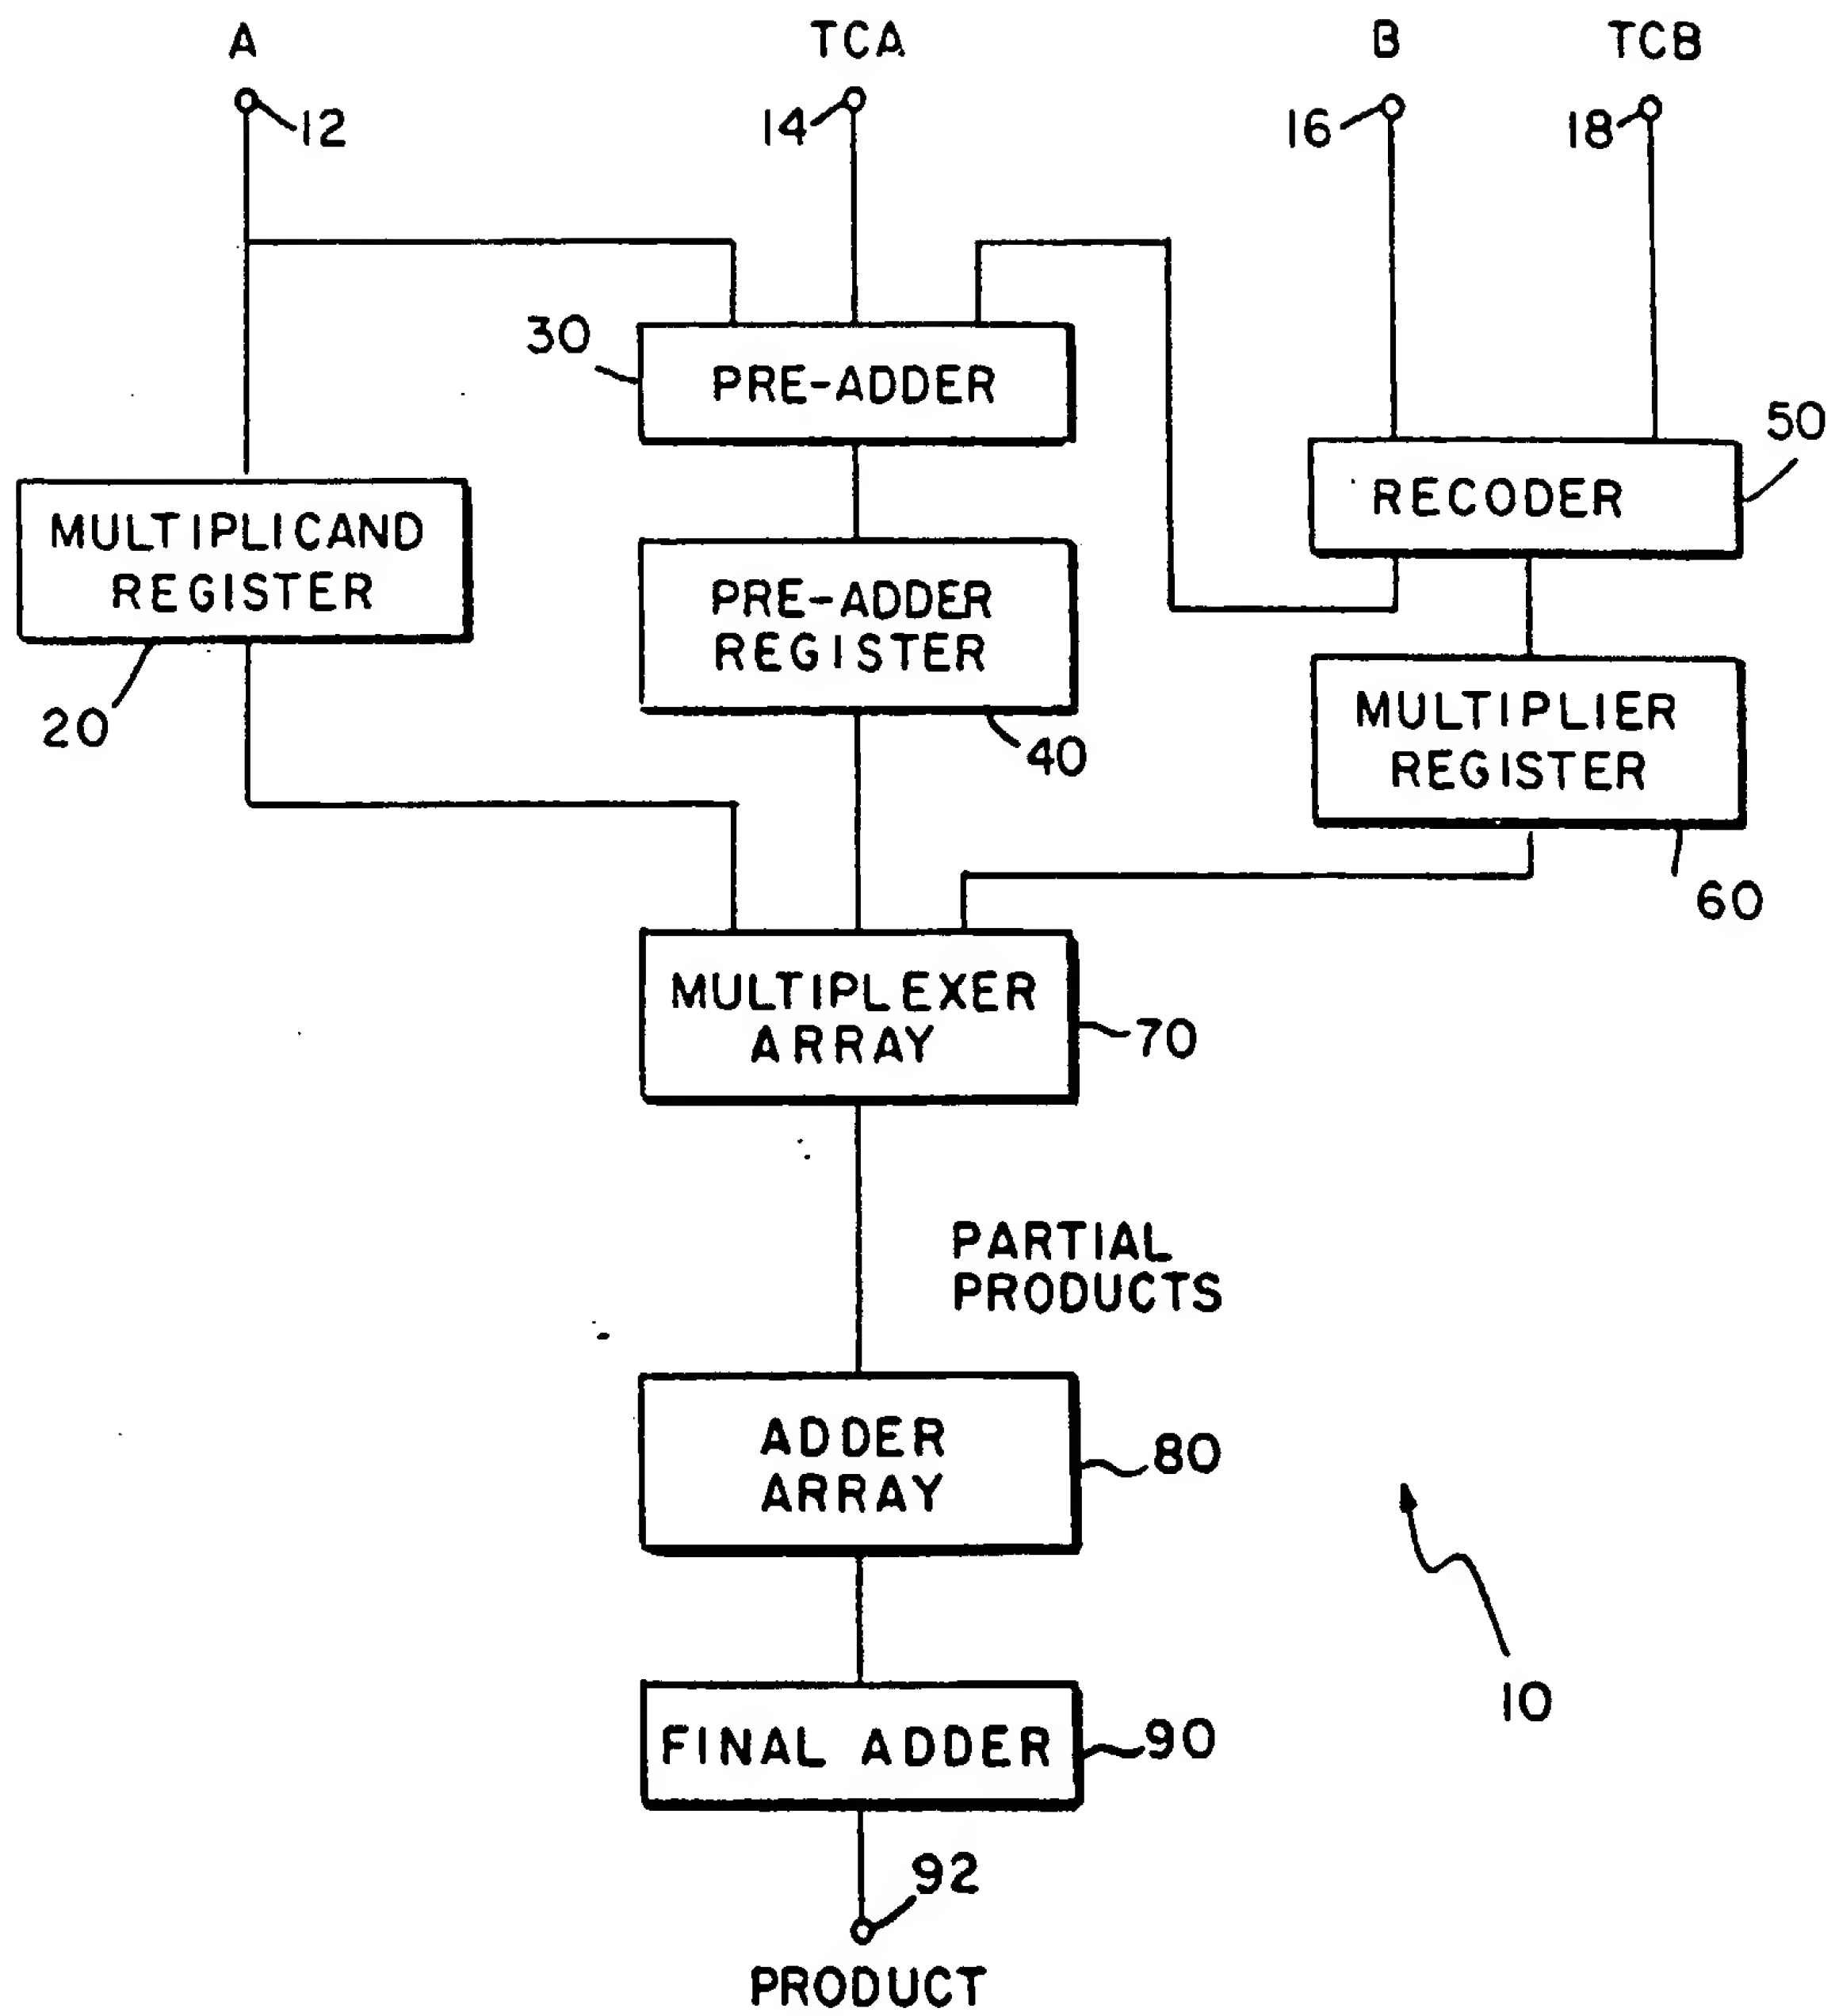 A
TCA
B
TCB
12
14
16
18
30
PRE-ADDER
50
RECODER
MULTIPLICAND
REGISTER
PRE-ADDER
REGISTER
20
40
MULTIPLIER
REGISTER
60
MULTIPLEXER
ARRAY
70
PARTIAL
PRODUCTS
ADDER
ARRAY
80
10
FINAL ADDER
90
92
PRODUCT